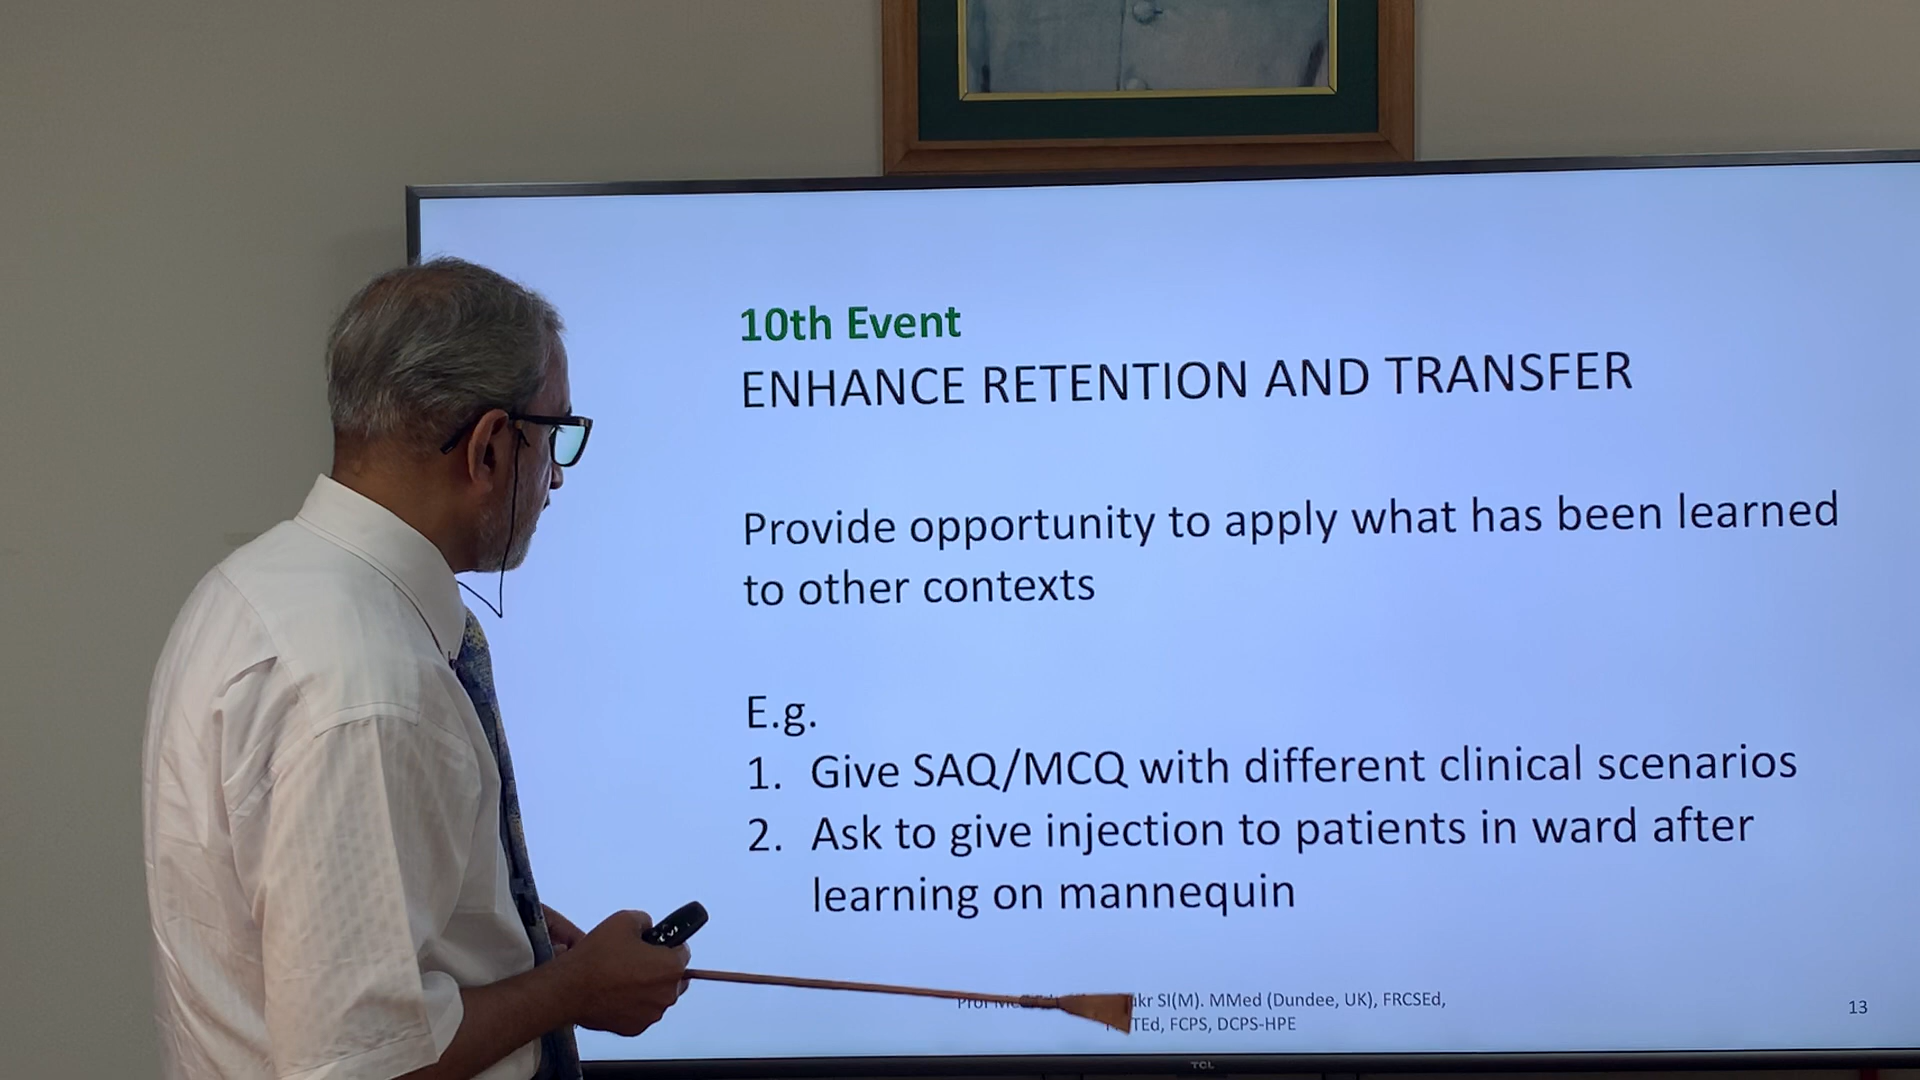 10th Event
ENHANCE RETENTION AND TRANSFER
Provide opportunity to apply what has been learned
to other contexts
E.g.
1. Give SAQ/MCQ with different clinical scenarios
2. Ask to give injection to patients in ward after
learning on mannequin
Prof SI(M). MMed (Dundee, UK), FRCSEd,
FCPS, DCPS-HPE
13
TCL